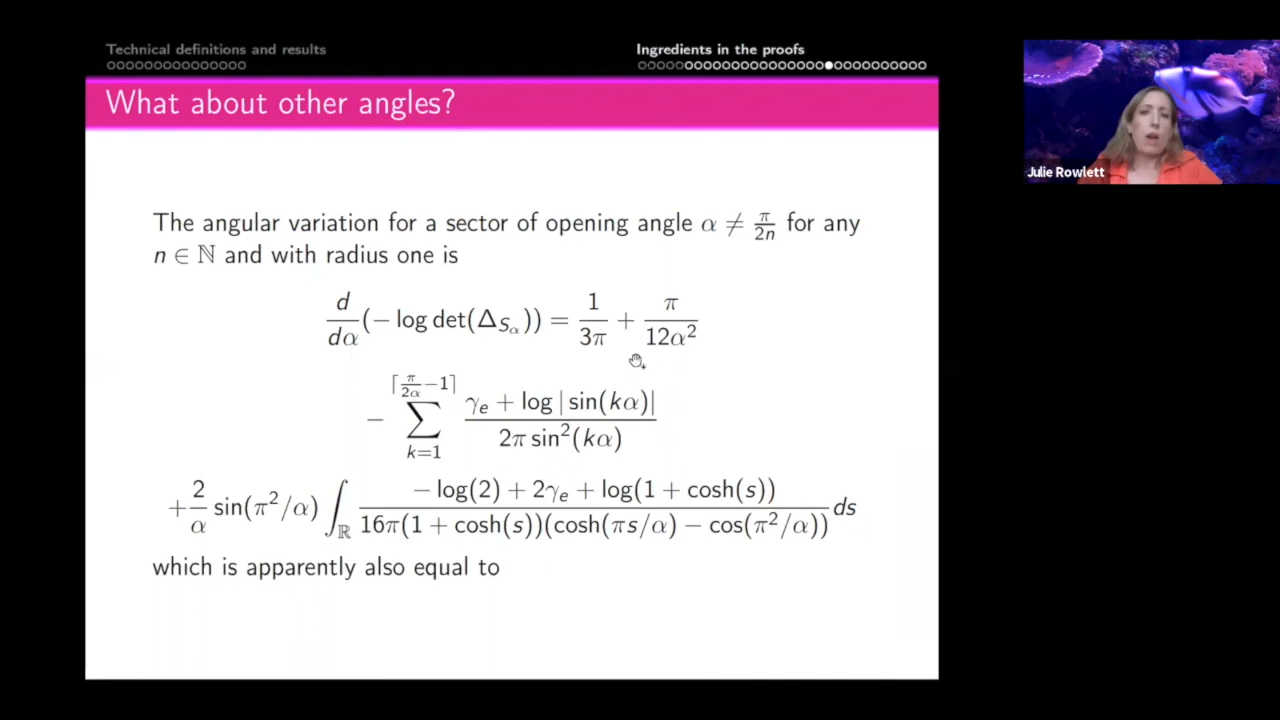 Technical definitions and results
Ingredients in the proofs
What about other angles?
Julie Rowlett
The angular variation for a sector of opening angle α ≠ π/2n for any
n ∈ ℕ and with radius one is
d/dα (− log det(Δ_{S_α})) = 1/3π + π/12α²
− ∑_{k=1}^{⌈π/2α −1⌉} (γ_e + log | sin(kα)|)/(2π sin²(kα))
+ 2/α sin(π²/α) ∫_ℝ (− log(2) + 2γ_e + log(1 + cosh(s)))/(16π(1 + cosh(s))(cosh(πs/α) − cos(π²/α))) ds
which is apparently also equal to